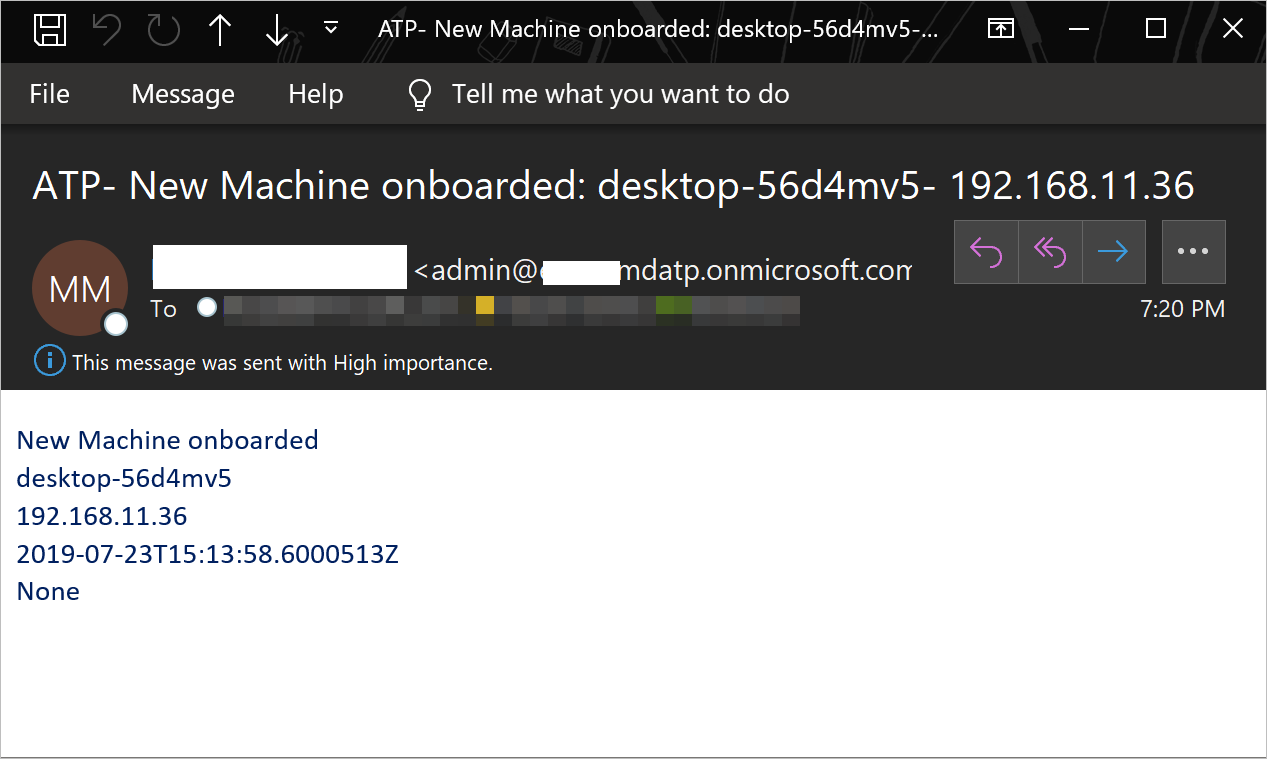 ATP- New Machine onboarded: desktop-56d4mv5-...
File Message Help Tell me what you want to do
ATP- New Machine onboarded: desktop-56d4mv5- 192.168.11.36
MM
<admin@ mdatp.onmicrosoft.com
To
7:20 PM
This message was sent with High importance.
New Machine onboarded
desktop-56d4mv5
192.168.11.36
2019-07-23T15:13:58.6000513Z
None